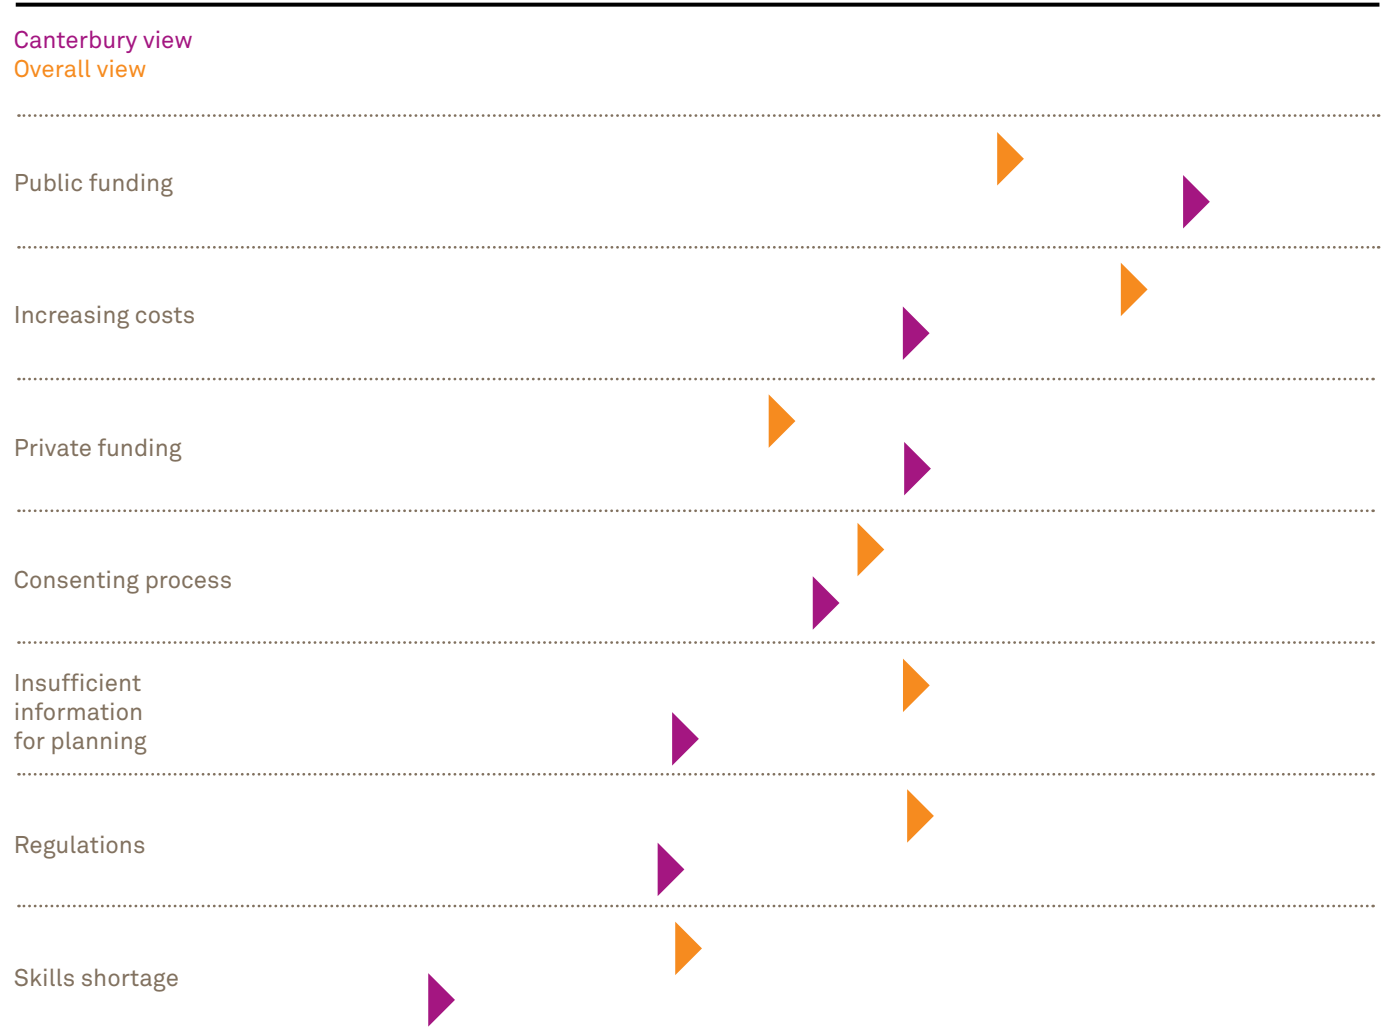 Canterbury view
Overall view
Public funding
Increasing costs
Private funding
Consenting process
Insufficient
information
for planning
Regulations
Skills shortage